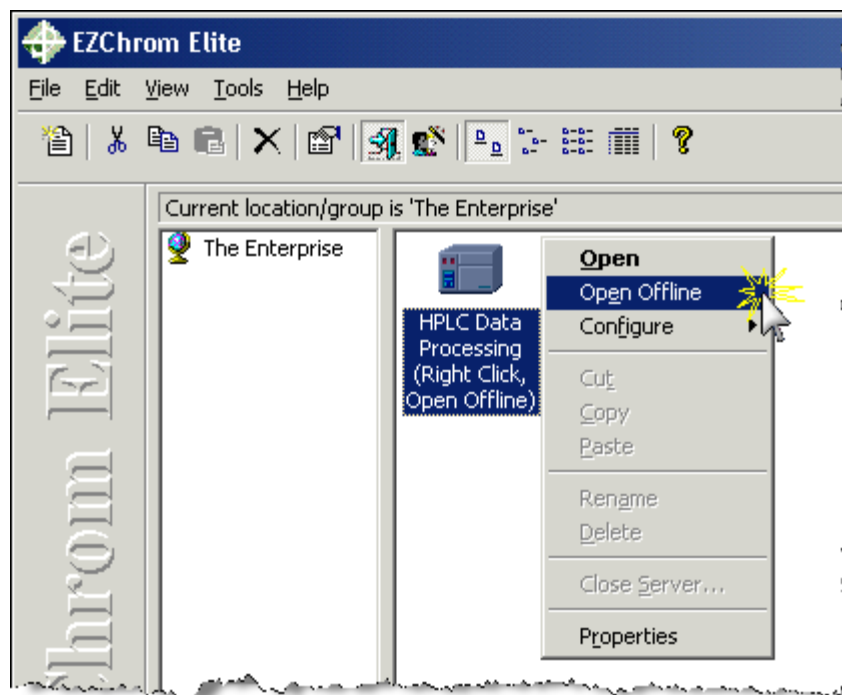 EZChrom Elite
File Edit View Tools Help
Current location/group is 'The Enterprise'
The Enterprise
HPLC Data
Processing
(Right Click,
Open Offline)
Open
Open Offline
Configure
Cut
Copy
Paste
Rename
Delete
Close Server...
Properties
Chrom Elite